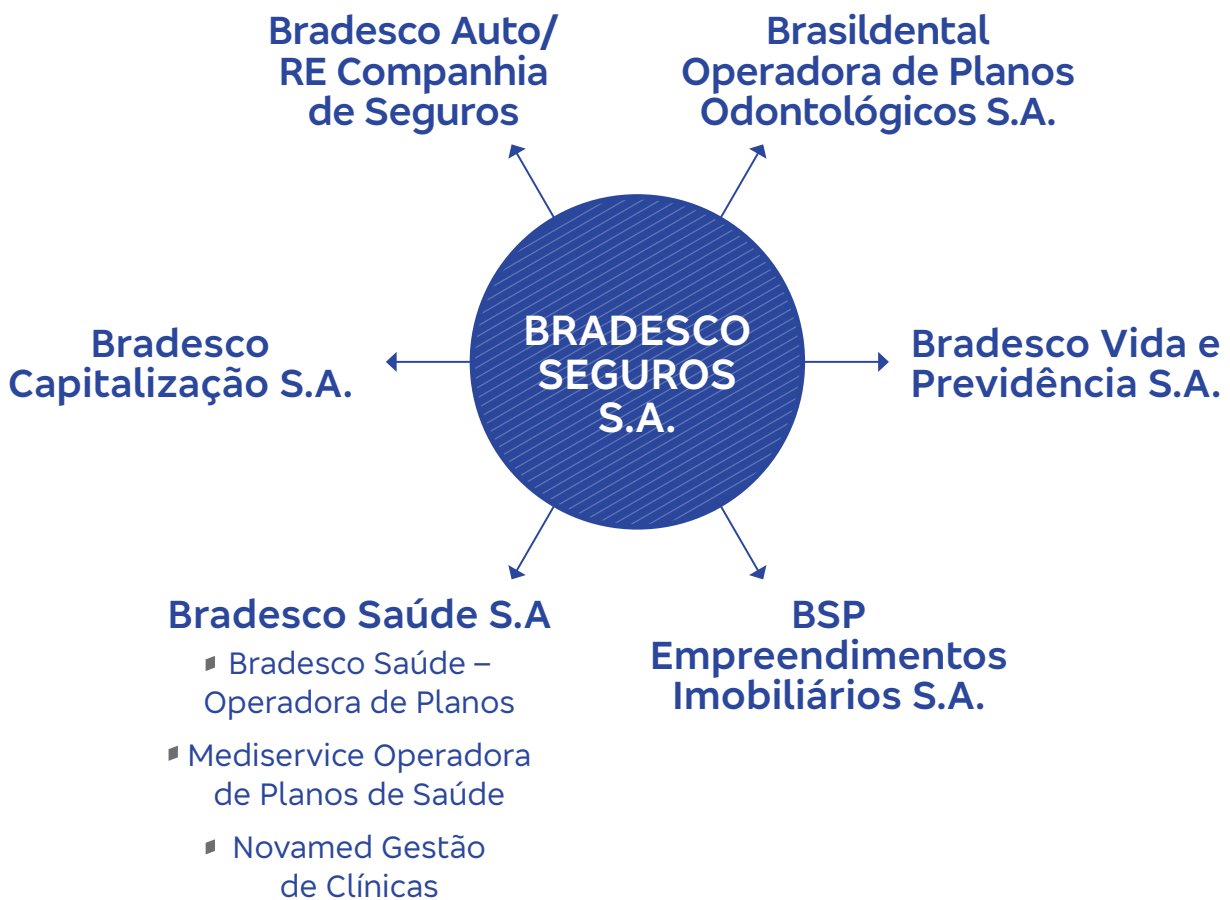 Bradesco Auto/
RE Companhia
de Seguros
Brasildental
Operadora de Planos
Odontológicos S.A.
Bradesco
Capitalização S.A.
BRADESCO
SEGUROS
S.A.
Bradesco Vida e
Previdência S.A.
Bradesco Saúde S.A
Bradesco Saúde –
Operadora de Planos
Mediservice Operadora
de Planos de Saúde
Novamed Gestão
de Clínicas
BSP
Empreendimentos
Imobiliários S.A.